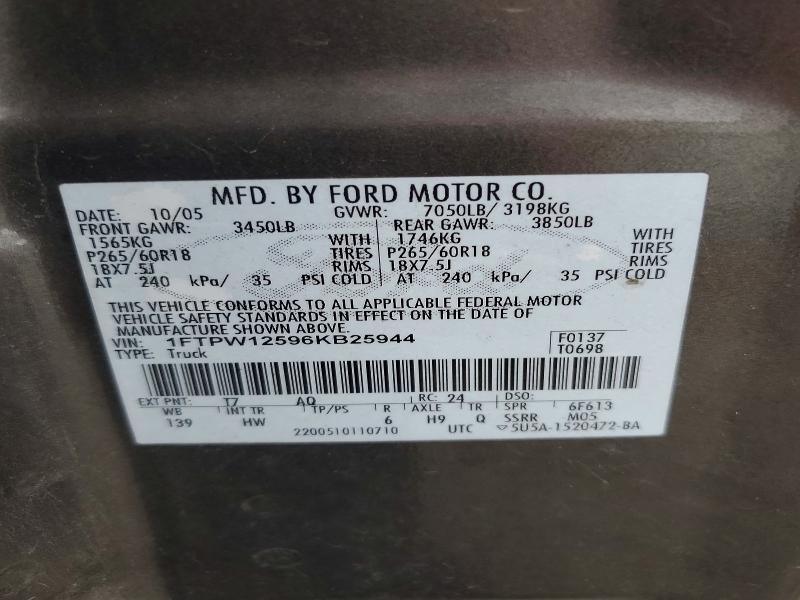 MFD. BY FORD MOTOR CO.
DATE: 10/05 GVWR: 7050LB/ 3198KG
FRONT GAWR: 3450LB REAR GAWR: 3850LB
1565KG WITH 1746KG WITH
P265/60R18 TIRES P265/60R18 TIRES
18X7.5J RIMS 18X7.5J RIMS
AT 240 kPa/ 35 PSI COLD AT 240 kPa/ 35 PSI COLD
THIS VEHICLE CONFORMS TO ALL APPLICABLE FEDERAL MOTOR
VEHICLE SAFETY STANDARDS IN EFFECT ON THE DATE OF
MANUFACTURE SHOWN ABOVE.
VIN: 1FTPW12596KB25944 F0137
TYPE: Truck T0698
EXT PNT: T7 AQ RC: 24 DSO:
WB INT TR TP/PS R AXLE TR SPR 6F613
139 HW 6 H9 Q SSRR M05
2200510110710 UTC ▽5U5A-1520472-BA